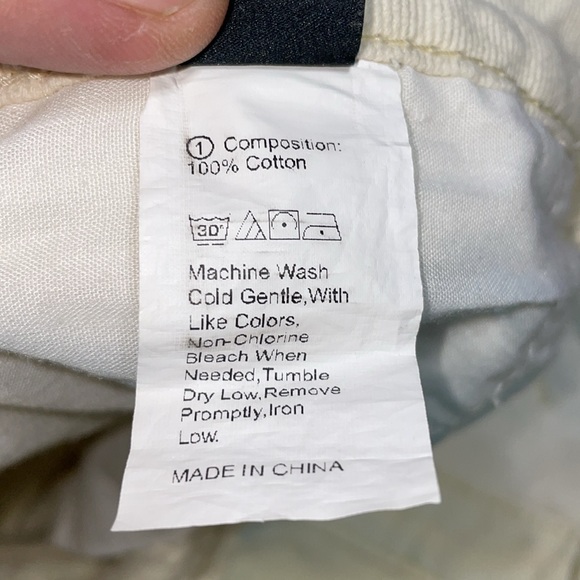 ① Composition:
100% Cotton
30°
Machine Wash
Cold Gentle,With
Like Colors,
Non-Chlorine
Bleach When
Needed,Tumble
Dry Low,Remove
Promptly,Iron
Low.
MADE IN CHINA